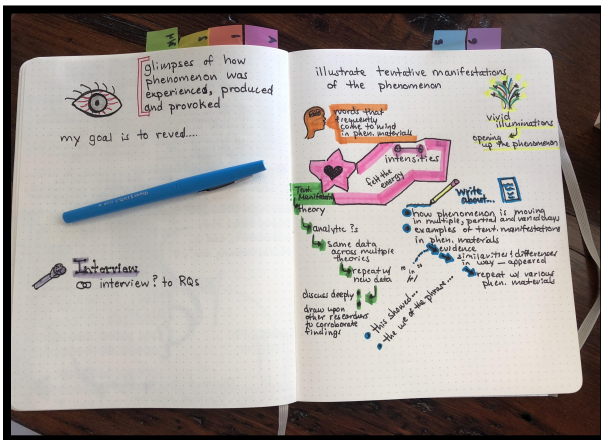 glimpses of how
phenomenon was
experienced, produced
and provoked
my goal is to reveal....
Interview
interview ? to RQs
illustrate tentative manifestations
of the phenomenon
words that
frequently
come to mind
in phen. materials
vivid
illuminations
opening
up the phenomenon
intensities
felt the
energy
Tent.
Manifestations
theory
analytic ?s
same data
across multiple
theories
repeat w/
new data
discuss deeply
draw upon
other researchers
to corroborate
findings
Write
about...
how phenomenon is moving
in multiple, partial and varied ways
examples of tent. manifestations
in phen. materials
evidence
similarities & differences
in way — appeared
repeat w/ various
phen. materials
this showed...
the use of the phrase...